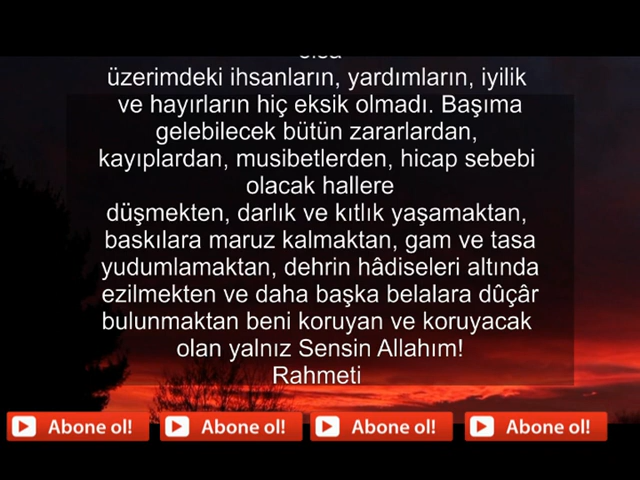 üzerimdeki ihsanların, yardımların, iyilik
ve hayırların hiç eksik olmadı. Başıma
gelebilecek bütün zararlardan,
kayıplardan, musibetlerden, hicap sebebi
olacak hallere
düşmekten, darlık ve kıtlık yaşamaktan,
baskılara maruz kalmaktan, gam ve tasa
yudumlamaktan, dehrin hâdiseleri altında
ezilmekten ve daha başka belalara dûçâr
bulunmaktan beni koruyan ve koruyacak
olan yalnız Sensin Allahım!
Rahmeti
Abone ol! Abone ol! Abone ol! Abone ol!